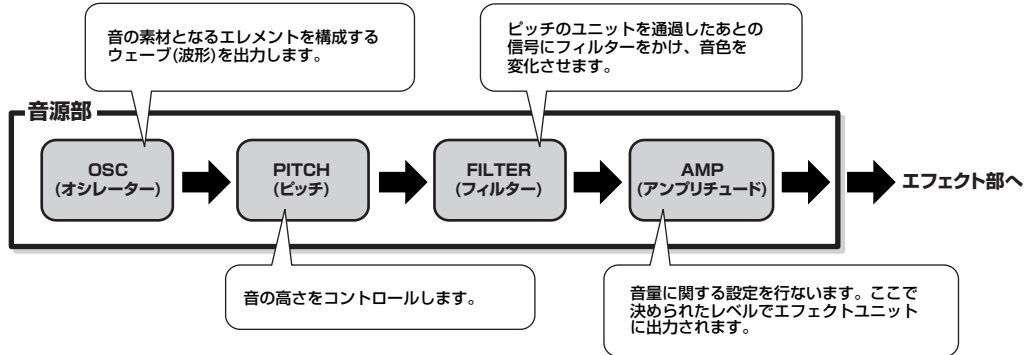 音の素材となるエレメントを構成する
ウェーブ(波形)を出力します。
ピッチのユニットを通過したあとの
信号にフィルターをかけ、音色を
変化させます。
音源部
OSC
(オシレーター)
PITCH
(ピッチ)
FILTER
(フィルター)
AMP
(アンプリチュード)
エフェクト部へ
音の高さをコントロールします。
音量に関する設定を行ないます。ここで
決められたレベルでエフェクトユニット
に出力されます。